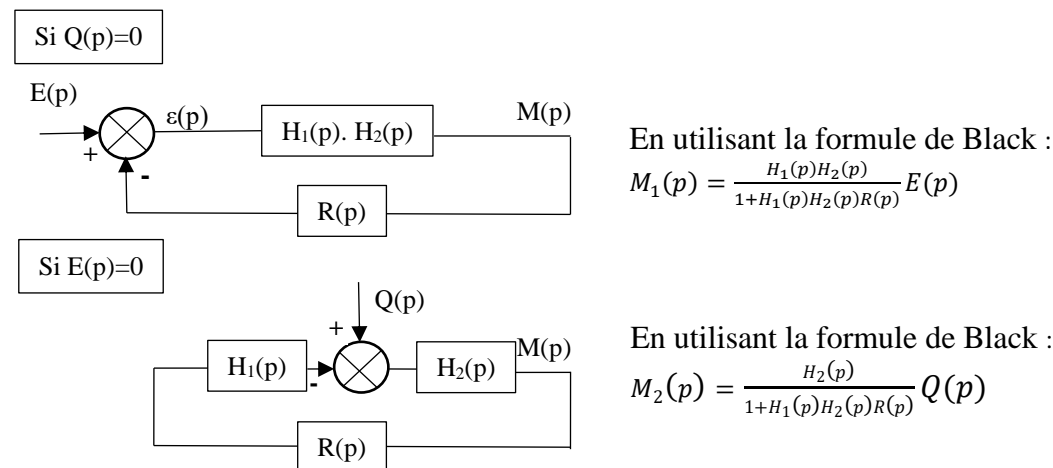 Si Q(p)=0
E(p)
ε(p)
H₁(p). H₂(p)
M(p)
+
-
R(p)
En utilisant la formule de Black :
M₁(p) = H₁(p)H₂(p) / 1+H₁(p)H₂(p)R(p) E(p)
Si E(p)=0
Q(p)
+
H₁(p)
-
H₂(p)
M(p)
R(p)
En utilisant la formule de Black :
M₂(p) = H₂(p) / 1+H₁(p)H₂(p)R(p) Q(p)